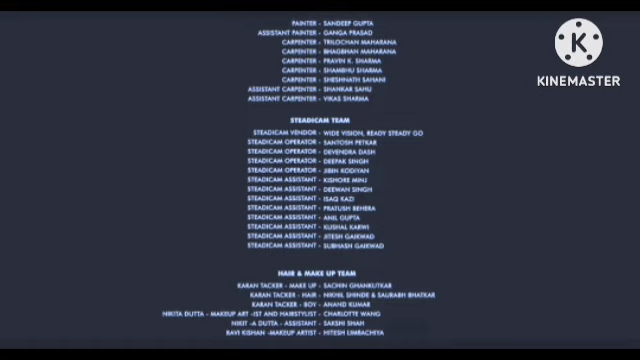 PAINTER - SANDEEP GUPTA
ASSISTANT PAINTER - GANGA PRASAD
CARPENTER - TRILOCHAN MAHARANA
CARPENTER - BHAGBHAN MAHARANA
CARPENTER - PRAVIN K. SHARMA
CARPENTER - SHAMBHU SHARMA
CARPENTER - SHESHNATH SAHANI
ASSISTANT CARPENTER - SHANKAR SAHU
ASSISTANT CARPENTER - VIKAS SHARMA
KINEMASTER
STEADICAM TEAM
STEADICAM VENDOR - WIDE VISION, READY STEADY GO
STEADICAM OPERATOR - SANTOSH PETKAR
STEADICAM OPERATOR - DEVENDRA DASH
STEADICAM OPERATOR - DEEPAK SINGH
STEADICAM OPERATOR - JIBIN KODIYAN
STEADICAM ASSISTANT - KISHORE MINJ
STEADICAM ASSISTANT - DEEWAN SINGH
STEADICAM ASSISTANT - ISAQ KAZI
STEADICAM ASSISTANT - PRATUSH BEHERA
STEADICAM ASSISTANT - ANIL GUPTA
STEADICAM ASSISTANT - KUSHAL KARWI
STEADICAM ASSISTANT - JITESH GAIKWAD
STEADICAM ASSISTANT - SUBHASH GAIKWAD
HAIR & MAKE UP TEAM
KARAN TACKER - MAKE UP - SACHIN GHANKUTKAR
KARAN TACKER - HAIR - NIKHIL SHINDE & SAURABH BHATKAR
KARAN TACKER - BOY - ANAND KUMAR
NIKITA DUTTA - MAKEUP ART -IST AND HAIRSTYLIST - CHARLOTTE WANG
NIKIT -A DUTTA - ASSISTANT - SAKSHI SHAH
RAVI KISHAN -MAKEUP ARTIST - HITESH LIMBACHIYA